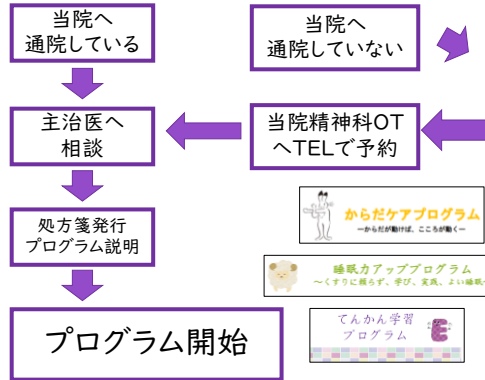 当院へ
通院している
当院へ
通院していない
主治医へ
相談
当院精神科OT
へTELで予約
処方箋発行
プログラム説明
からだケアプログラム
—からだが動けば、こころが動く—
睡眠力アッププログラム
～くすりに頼らず、学び、実践、よい睡眠～
てんかん学習
プログラム
プログラム開始